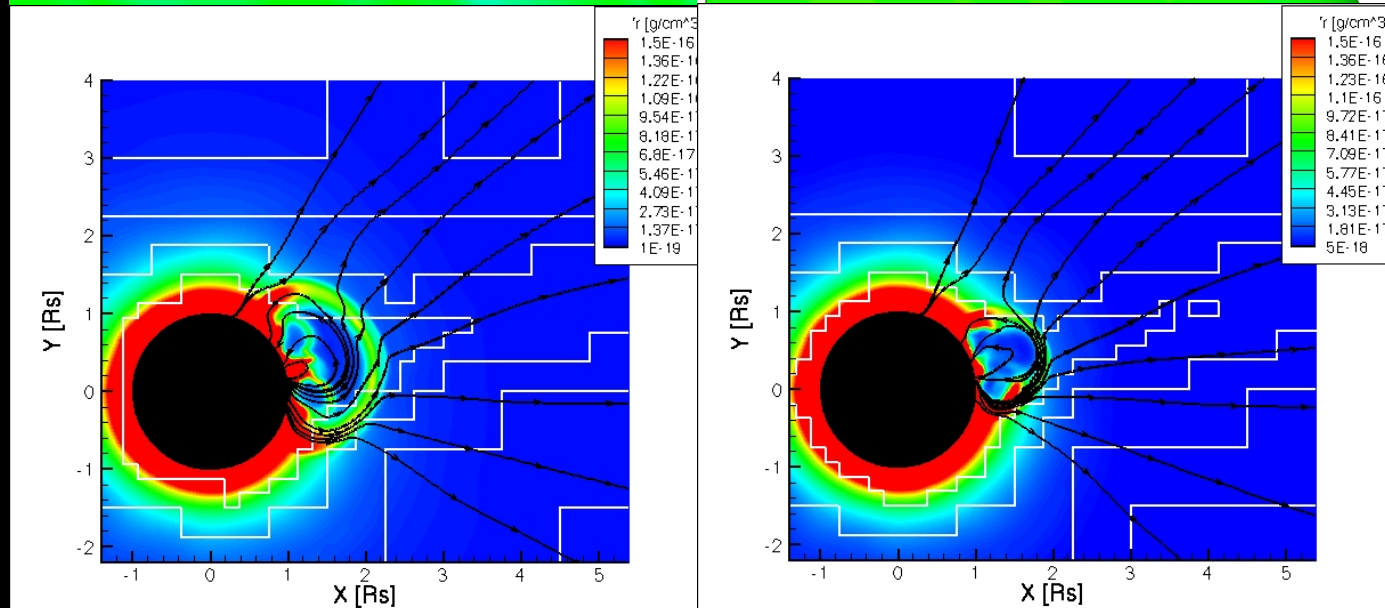 'r [g/cm^3
1.5E-16
1.36E-1
1.22E-1
1.09E-1
9.54E-1
8.18E-1
6.8E-17
5.46E-1
4.09E-1
2.73E-1
1.37E-1
1E-19
4
3
2
1
0
-1
-2
Y [Rs]
-1 0 1 2 3 4 5
X [Rs]
'r [g/cm^3
1.5E-16
1.36E-1
1.23E-1
1.1E-16
9.72E-1
8.41E-1
7.09E-1
5.77E-1
4.45E-1
3.13E-1
1.81E-1
5E-18
4
3
2
1
0
-1
-2
Y [Rs]
-1 0 1 2 3 4 5
X [Rs]